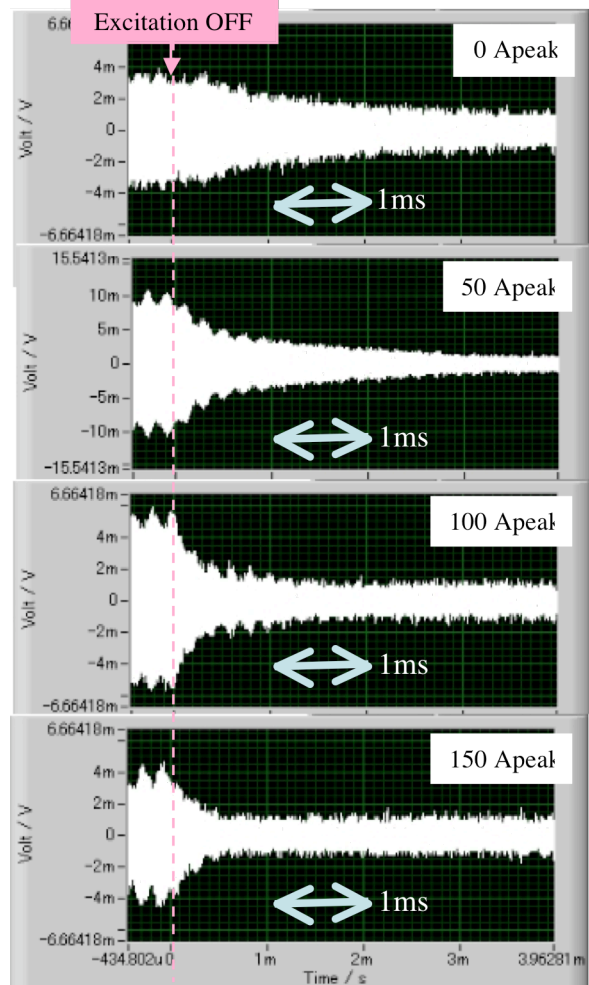 Excitation OFF
6.6
0 Apeak
4m
2m
0
-2m
-4m
-6.66418m
Volt / V
1ms
15.5413m
50 Apeak
10m
5m
0
-5m
-10m
-15.5413m
Volt / V
1ms
6.66418m
100 Apeak
4m
2m
0
-2m
-4m
-6.66418m
Volt / V
1ms
6.66418m
150 Apeak
4m
2m
0
-2m
-4m
-6.66418m
Volt / V
1ms
-434.802u 0 1m 2m 3m 3.96281m
Time / s